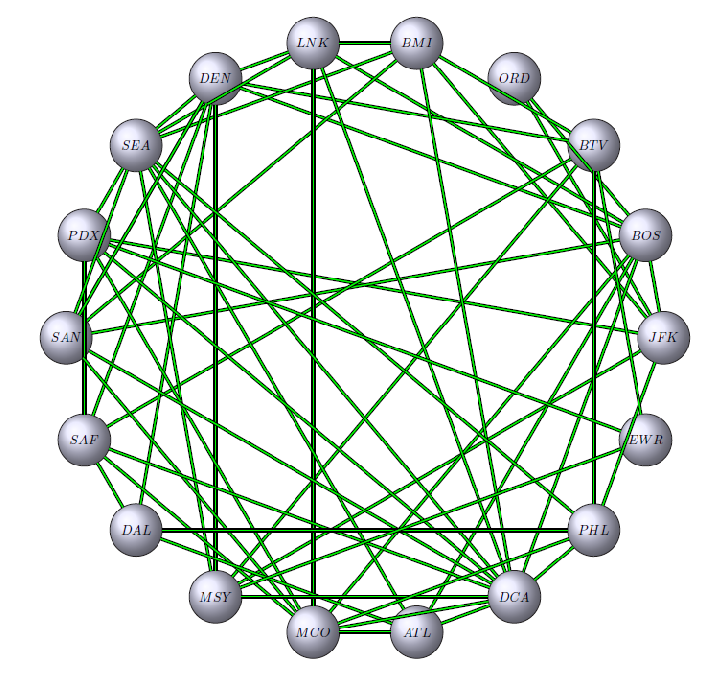 LNK
BMI
DEN
ORD
SEA
BTV
PDX
BOS
SAN
JFK
SAF
EWR
DAL
PHL
MSY
DCA
MCO
ATL